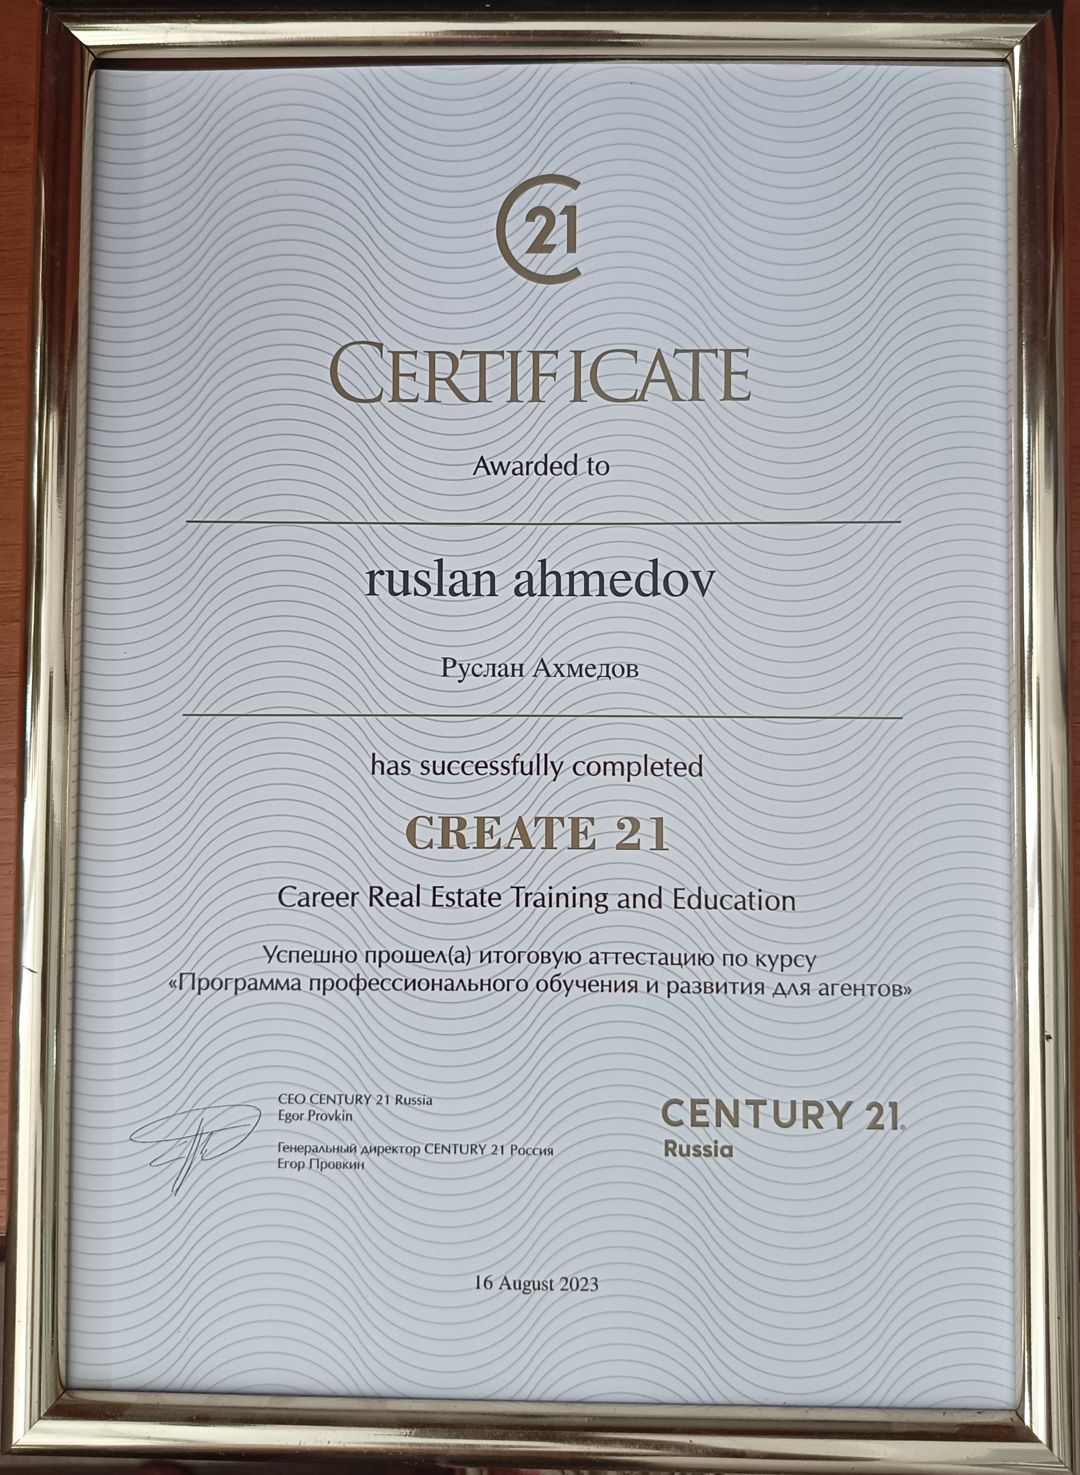 C21
CERTIFICATE
Awarded to
ruslan ahmedov
Руслан Ахмедов
has successfully completed
CREATE 21
Career Real Estate Training and Education
Успешно прошел(а) итоговую аттестацию по курсу
«Программа профессионального обучения и развития для агентов»
CEO CENTURY 21 Russia
Egor Provkin
Генеральный директор CENTURY 21 Россия
Егор Провкин
CENTURY 21®
Russia
16 August 2023